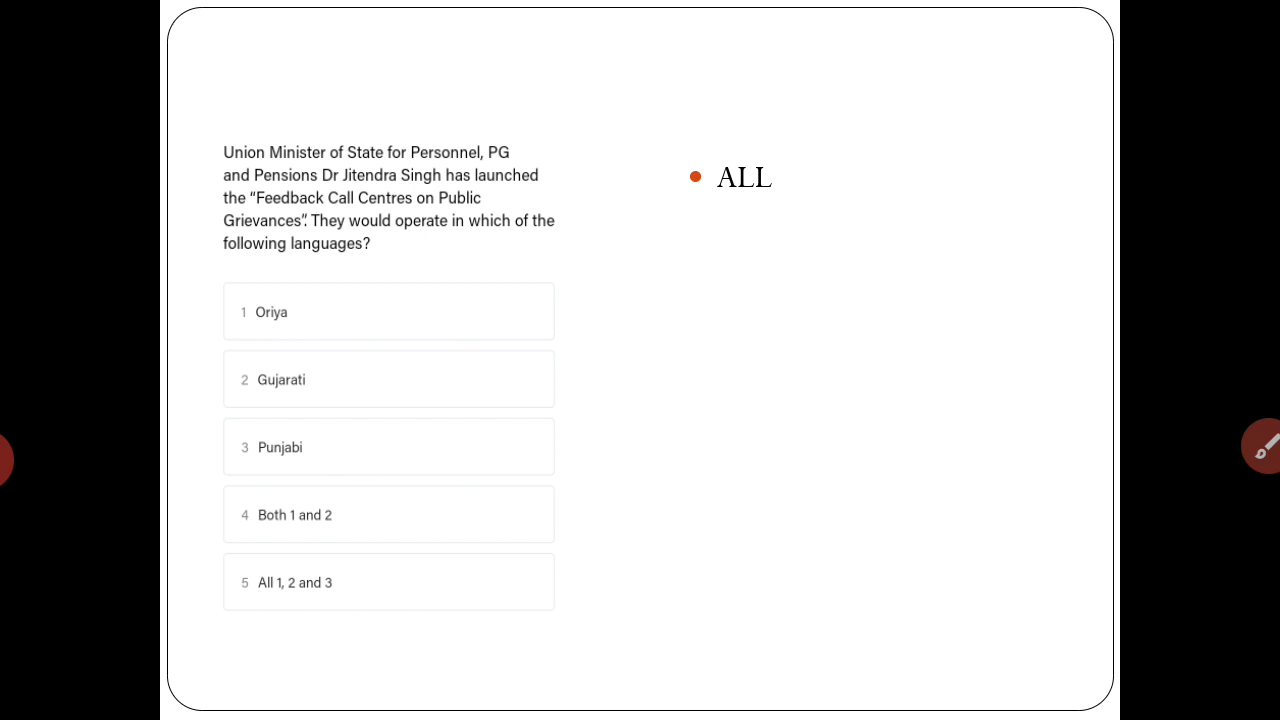 Union Minister of State for Personnel, PG
and Pensions Dr Jitendra Singh has launched
the “Feedback Call Centres on Public
Grievances”. They would operate in which of the
following languages?
1 Oriya
2 Gujarati
3 Punjabi
4 Both 1 and 2
5 All 1, 2 and 3
• ALL